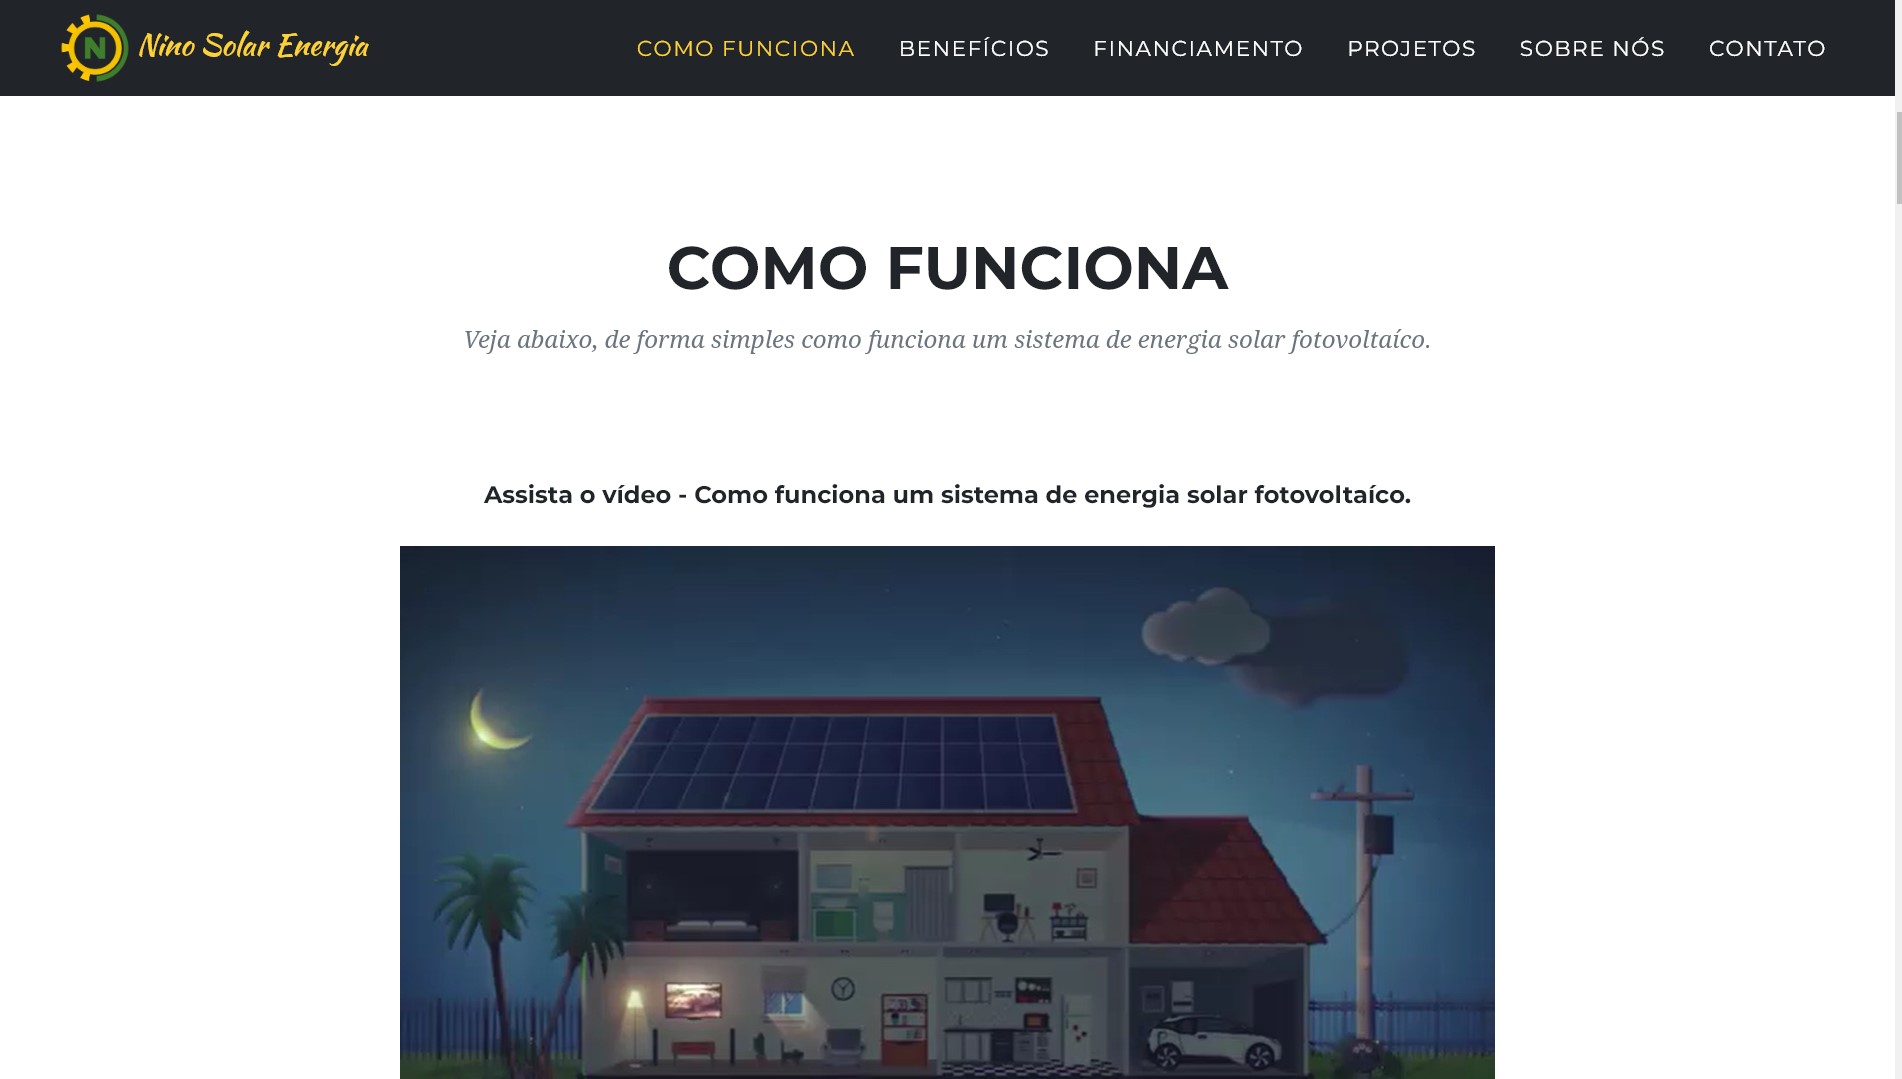 N Nino Solar Energia
COMO FUNCIONA BENEFÍCIOS FINANCIAMENTO PROJETOS SOBRE NÓS CONTATO
COMO FUNCIONA
Veja abaixo, de forma simples como funciona um sistema de energia solar fotovoltaíco.
Assista o vídeo - Como funciona um sistema de energia solar fotovoltaíco.